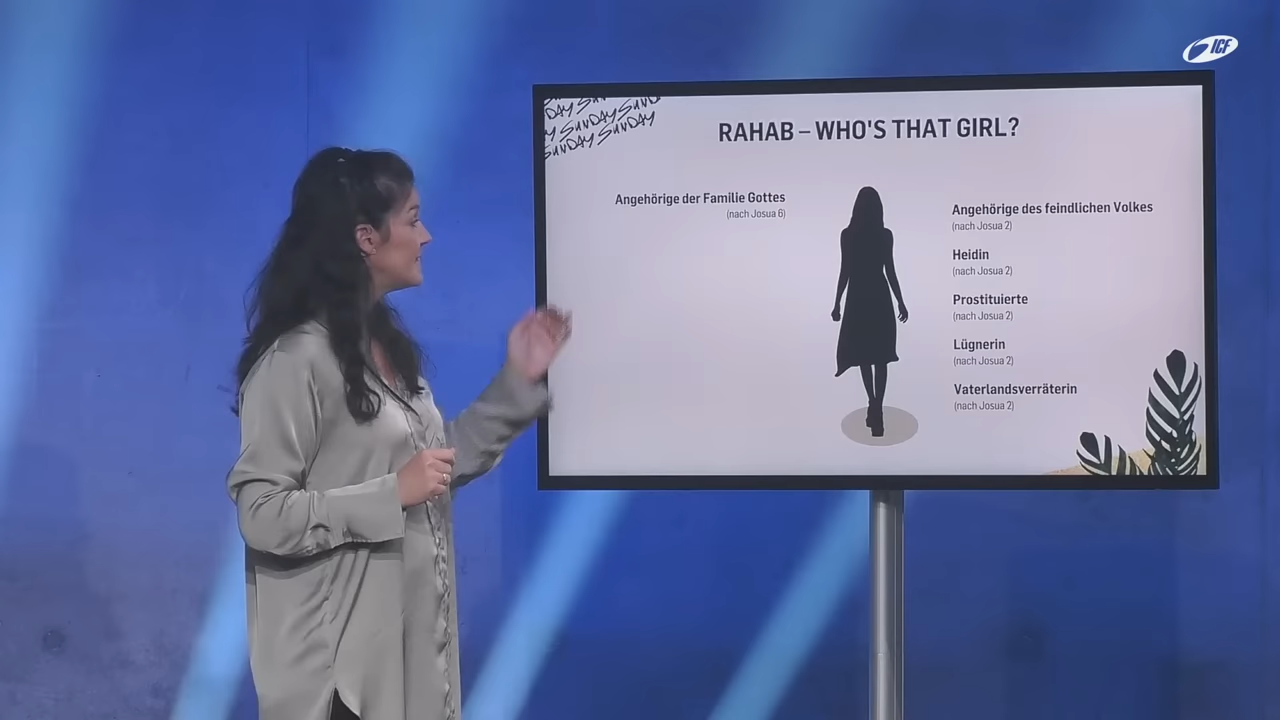 ICF
DAY SUNDAY
Y SUNDAY SUND
SUNDAY SUNDAY
RAHAB – WHO'S THAT GIRL?
Angehörige der Familie Gottes
(nach Josua 6)
Angehörige des feindlichen Volkes
(nach Josua 2)
Heidin
(nach Josua 2)
Prostituierte
(nach Josua 2)
Lügnerin
(nach Josua 2)
Vaterlandsverräterin
(nach Josua 2)